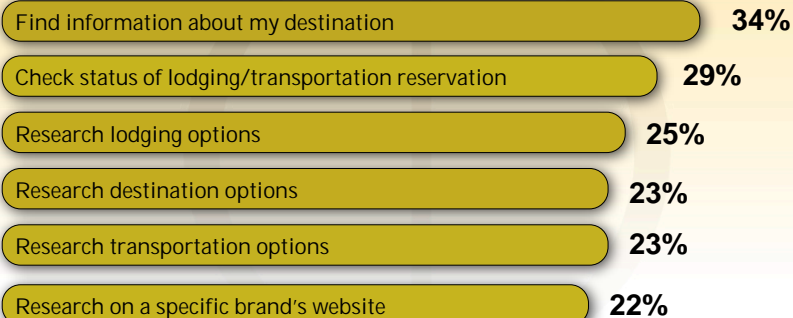 Find information about my destination 34%
Check status of lodging/transportation reservation 29%
Research lodging options 25%
Research destination options 23%
Research transportation options 23%
Research on a specific brand's website 22%